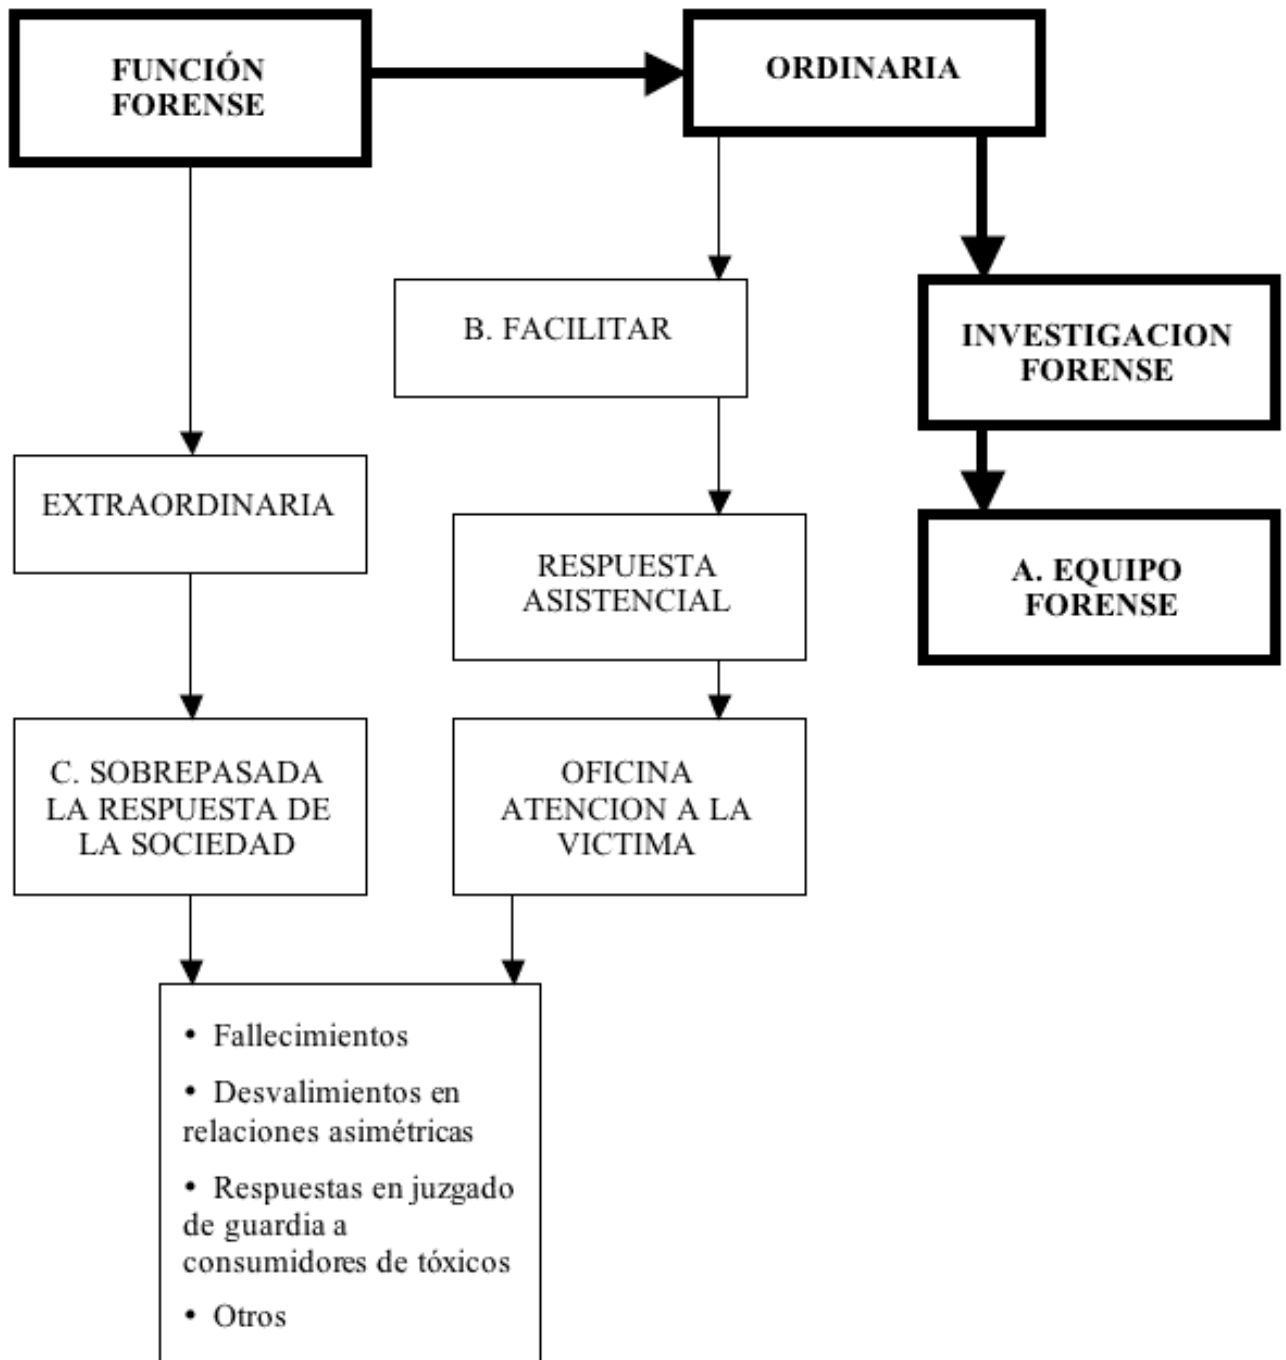 FUNCIÓN
FORENSE
ORDINARIA
B. FACILITAR
INVESTIGACION
FORENSE
EXTRAORDINARIA
RESPUESTA
ASISTENCIAL
A. EQUIPO
FORENSE
C. SOBREPASADA
LA RESPUESTA DE
LA SOCIEDAD
OFICINA
ATENCION A LA
VICTIMA
• Fallecimientos
• Desvalimientos en
relaciones asimétricas
• Respuestas en juzgado
de guardia a
consumidores de tóxicos
• Otros